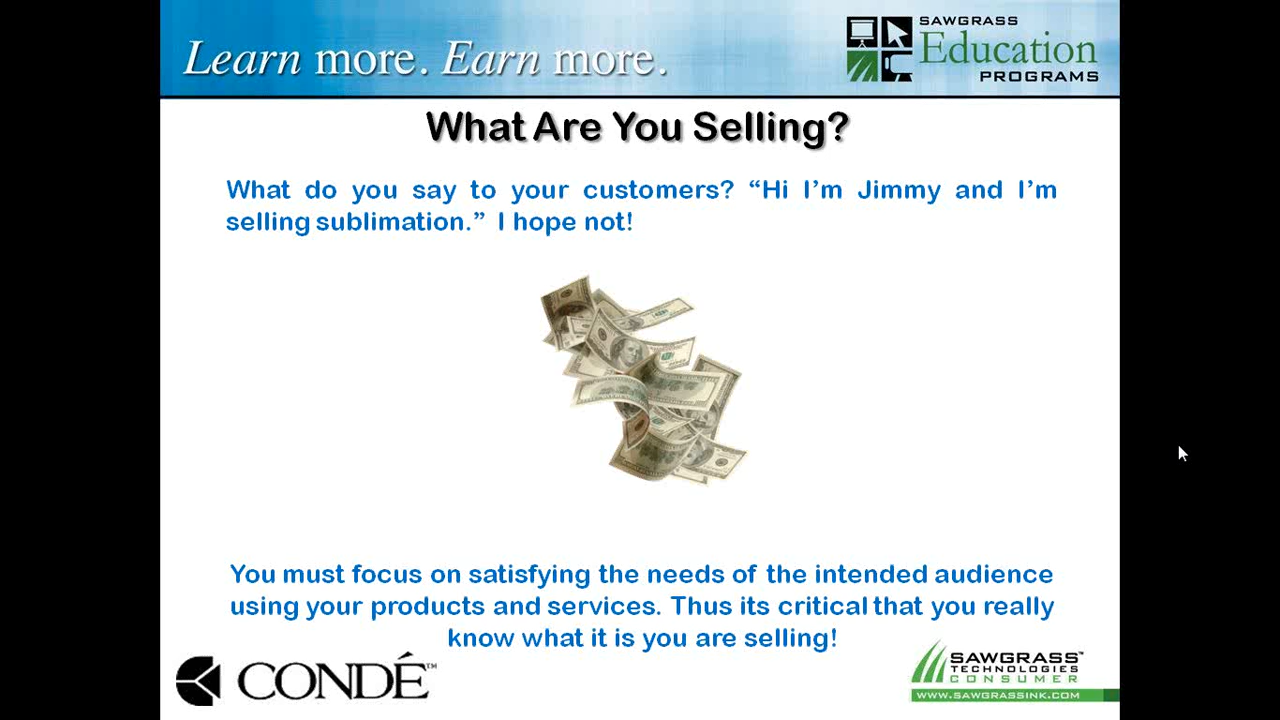 Learn more. Earn more.
SAWGRASS
Education
PROGRAMS
What Are You Selling?
What do you say to your customers? “Hi I’m Jimmy and I’m
selling sublimation.” I hope not!
You must focus on satisfying the needs of the intended audience
using your products and services. Thus its critical that you really
know what it is you are selling!
CONDÉ™
SAWGRASS™
TECHNOLOGIES
CONSUMER
WWW.SAWGRASSINK.COM